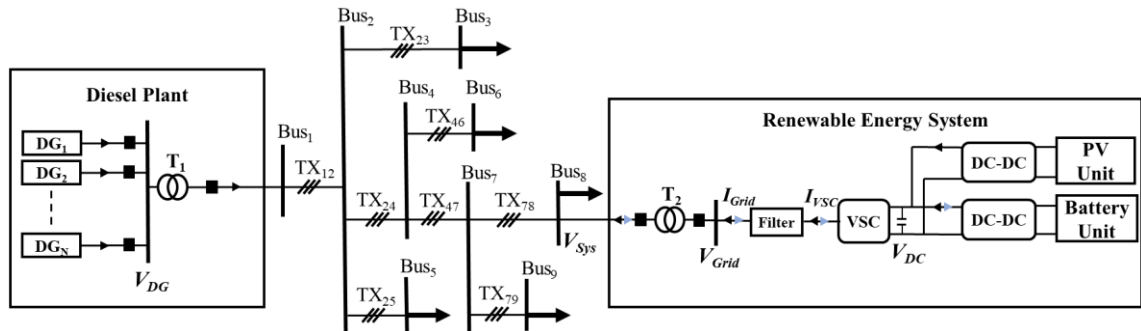 Diesel Plant
DG1
DG2
DGN
VDG
T1
Bus1
TX12
Bus2
TX23
Bus3
Bus4
TX46
Bus6
TX24
TX47
Bus7
TX78
Bus8
VSys
TX25
Bus5
TX79
Bus9
Renewable Energy System
T2
VGrid
IGrid
Filter
IVSC
VSC
VDC
DC-DC
PV
Unit
DC-DC
Battery
Unit